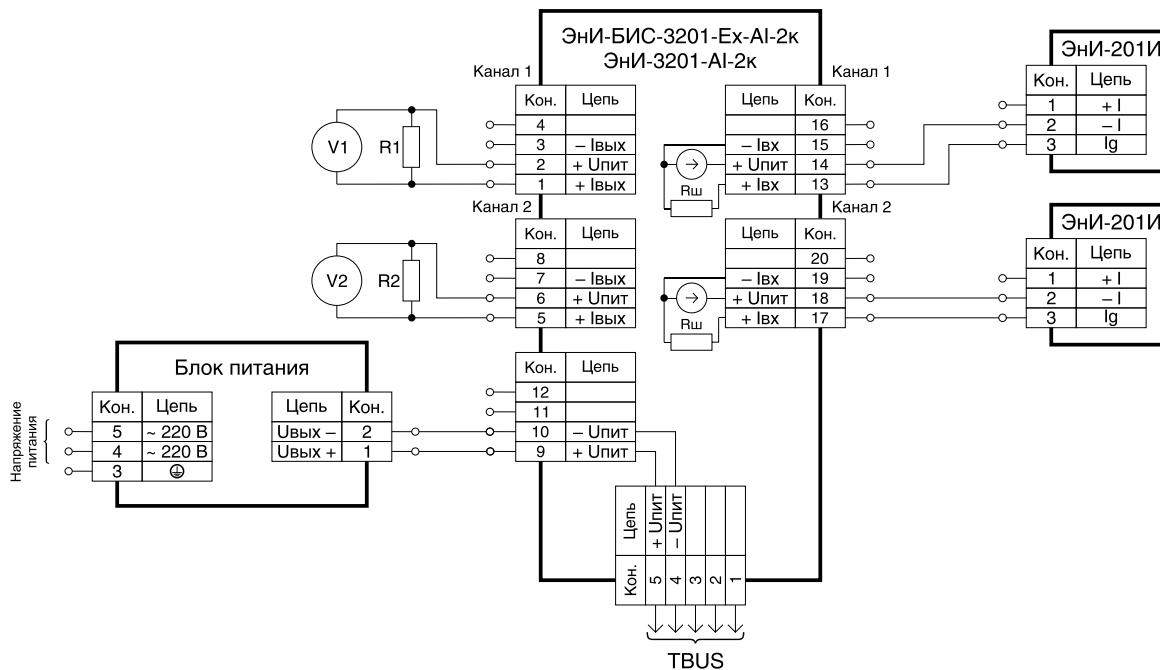 ЭнИ-БИС-3201-Ex-AI-2к
ЭнИ-3201-AI-2к
Канал 1
Кон. Цепь
4
3 – Iвых
2 + Uпит
1 + Iвых
V1 R1
Канал 2
Кон. Цепь
8
7 – Iвых
6 + Uпит
5 + Iвых
V2 R2
Кон. Цепь
12
11
10 – Uпит
9 + Uпит
Канал 1
Цепь Кон.
16
– Iвх 15
+ Uпит 14
+ Iвх 13
Rш
Канал 2
Цепь Кон.
20
– Iвх 19
+ Uпит 18
+ Iвх 17
Rш
ЭнИ-201И
Кон. Цепь
1 + I
2 – I
3 Ig
ЭнИ-201И
Кон. Цепь
1 + I
2 – I
3 Ig
Блок питания
Напряжение
питания
Кон. Цепь
5 ~ 220 В
4 ~ 220 В
3
Цепь Кон.
Uвых – 2
Uвых + 1
Цепь + Uпит – Uпит
Кон. 5 4 3 2 1
TBUS